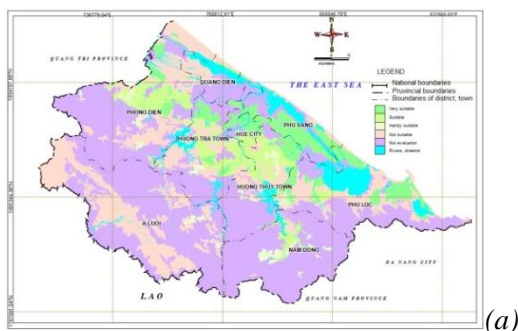 QUANG TRI PROVINCE
N
W E
S
THE EAST SEA
LEGEND
National boundaries
Provincial boundaries
Boundaries of district, town
Very suitable
Suitable
Hardly suitable
Not suitable
Not evaluation
Rivers, streams
QUANG DIEN
PHONG DIEN
PHU VANG
HUE CITY
HUONG TRA TOWN
HUONG THUY TOWN
PHU LOC
A LUOI
NAM DONG
DA NANG CITY
LAO
QUANG NAM PROVINCE
(a)